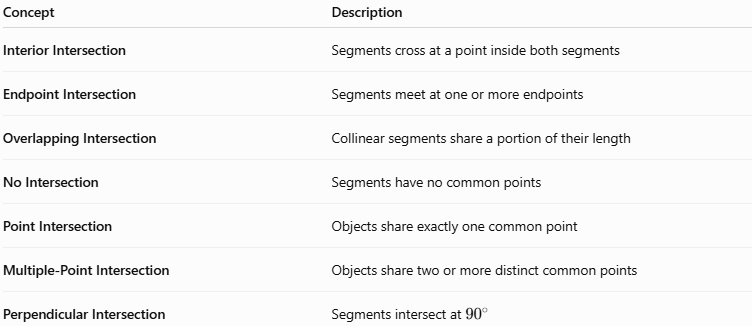 Concept Description
Interior Intersection Segments cross at a point inside both segments
Endpoint Intersection Segments meet at one or more endpoints
Overlapping Intersection Collinear segments share a portion of their length
No Intersection Segments have no common points
Point Intersection Objects share exactly one common point
Multiple-Point Intersection Objects share two or more distinct common points
Perpendicular Intersection Segments intersect at 90°